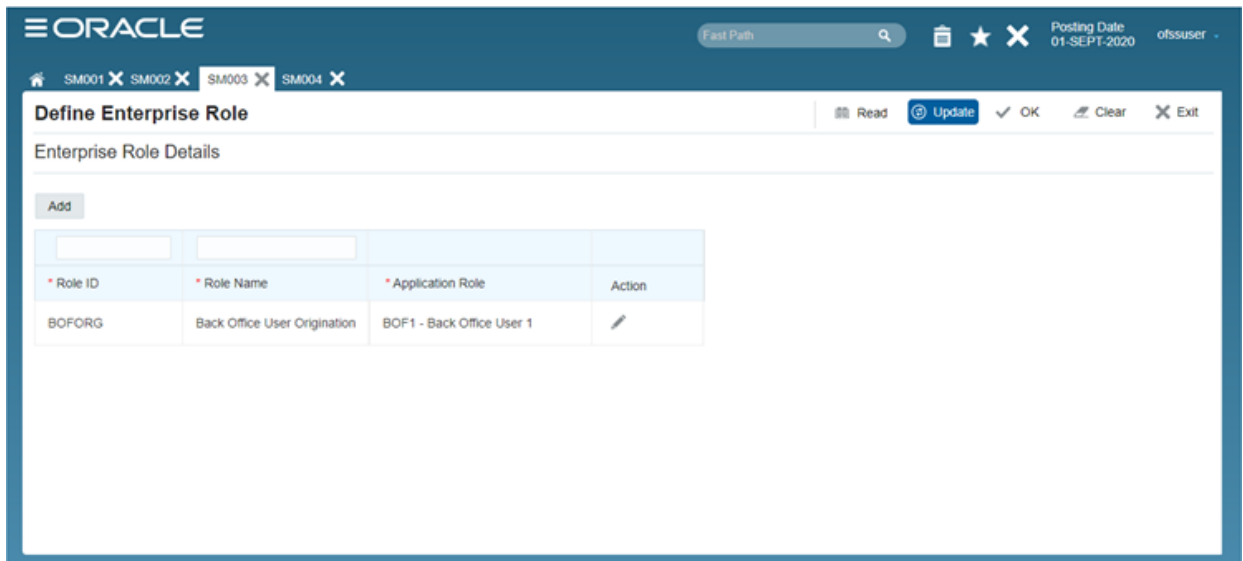 ORACLE
Fast Path
Posting Date
01-SEPT-2020
ofssuser
SM001 SM002 SM003 SM004
Define Enterprise Role
Read Update OK Clear Exit
Enterprise Role Details
Add
* Role ID * Role Name * Application Role Action
BOFORG Back Office User Origination BOF1 - Back Office User 1